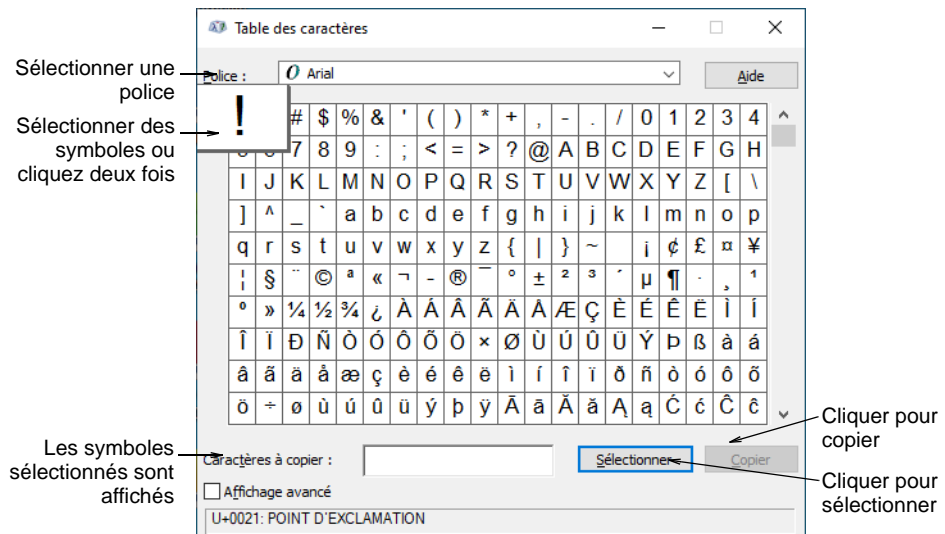 Table des caractères
Sélectionner une
police
Police :
O Arial
Aide
Sélectionner des
symboles ou
cliquez deux fois
! # $ % & ' ( ) * + , - . / 0 1 2 3 4
7 8 9 : ; < = > ? @ A B C D E F G H
I J K L M N O P Q R S T U V W X Y Z [ \
] ^ _ ` a b c d e f g h i j k l m n o p
q r s t u v w x y z { | } ~ ¡ ¢ £ ¤ ¥
¦ § ¨ © ª « ¬ - ® ¯ ° ± ² ³ ´ µ ¶ · ¸ ¹
º » ¼ ½ ¾ ¿ À Á Â Ã Ä Å Æ Ç È É Ê Ë Ì Í
Î Ï Ð Ñ Ò Ó Ô Õ Ö × Ø Ù Ú Û Ü Ý Þ ß à á
â ã ä å æ ç è é ê ë ì í î ï ð ñ ò ó ô õ
ö ÷ ø ù ú û ü ý þ ÿ Ā ā Ă ă Ą ą Ć ć Ĉ ĉ
Cliquer pour
copier
Les symboles
sélectionnés sont
affichés
Caractères à copier :
Sélectionner
Copier
Cliquer pour
sélectionner
Affichage avancé
U+0021: POINT D'EXCLAMATION